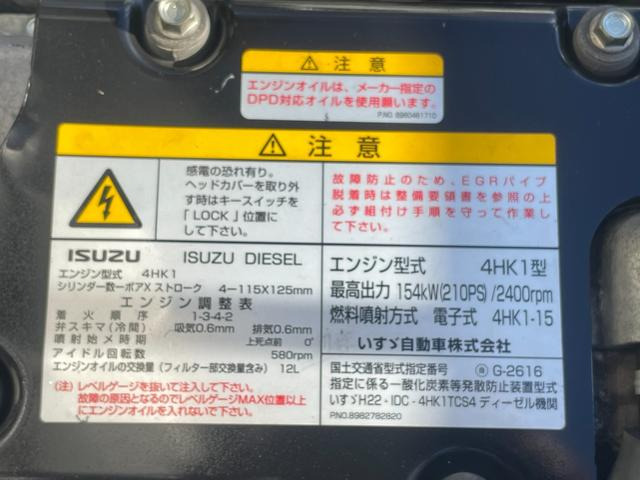 ⚠ 注意
エンジンオイルは、メーカー指定の
DPD対応オイルを使用願います。
P.NO. 8980461710
⚠ 注意
感電の恐れ有り。
ヘッドカバーを取り外
す時はキースイッチを
「LOCK」位置に
して下さい。
故障防止のため、EGRパイプ
脱着時は整備要領書を参照の上
必ず組付け手順を守って作業し
て下さい。
ISUZU ISUZU DIESEL
エンジン型式 4HK1
シリンダー数ーボアXストローク 4ー115X125mm
エンジン調整表
着火順序 1-3-4-2
弁スキマ(冷間) 吸気0.6mm 排気0.6mm
噴射始メ時期 上死点前 0°
アイドル回転数 580rpm
エンジンオイルの交換量(フィルター部交換量含み) 12L
(注)レベルゲージを抜いて注入して下さい。
故障の原因となるのでレベルゲージMAX位置以上
にエンジンオイルを入れないで下さい。
エンジン型式 4HK1型
最高出力 154kW(210PS)/2400rpm
燃料噴射方式 電子式 4HK1-15
いすゞ自動車株式会社
国土交通省型式指定番号 G-2616
指定に係る一酸化炭素等発散防止装置型式
いすゞH22・IDC・4HK1TCS4 ディーゼル機関
P.NO.8982782820